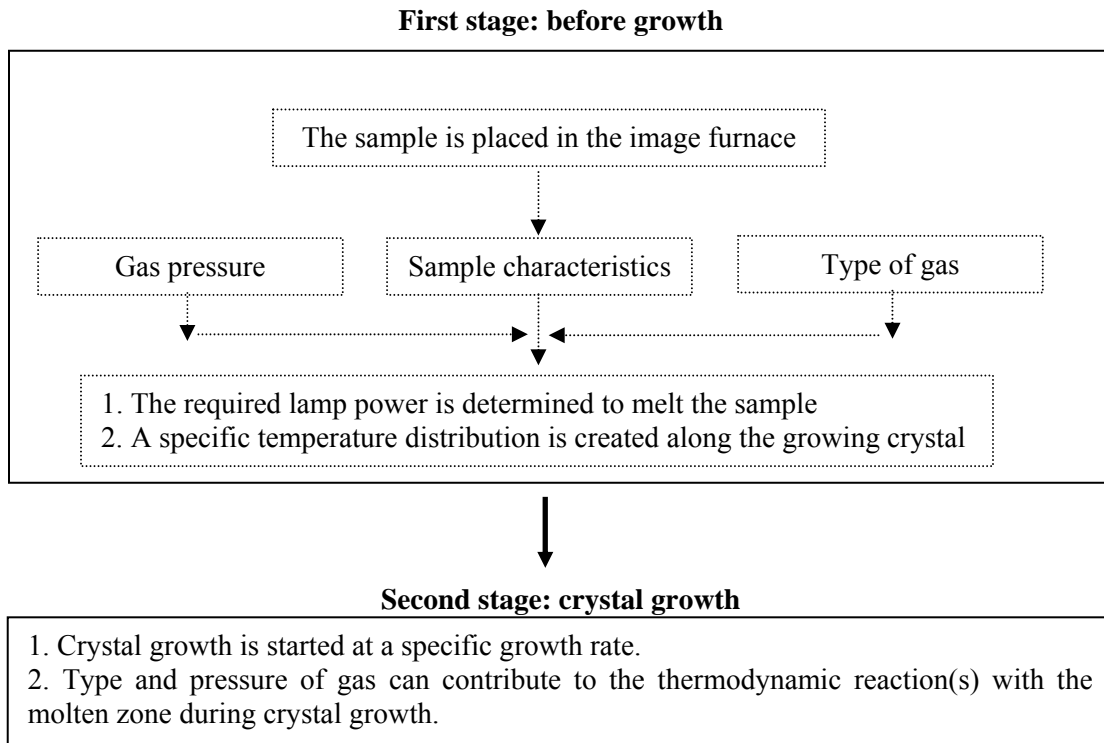 First stage: before growth
The sample is placed in the image furnace
Gas pressure
Sample characteristics
Type of gas
1. The required lamp power is determined to melt the sample
2. A specific temperature distribution is created along the growing crystal
Second stage: crystal growth
1. Crystal growth is started at a specific growth rate.
2. Type and pressure of gas can contribute to the thermodynamic reaction(s) with the
molten zone during crystal growth.